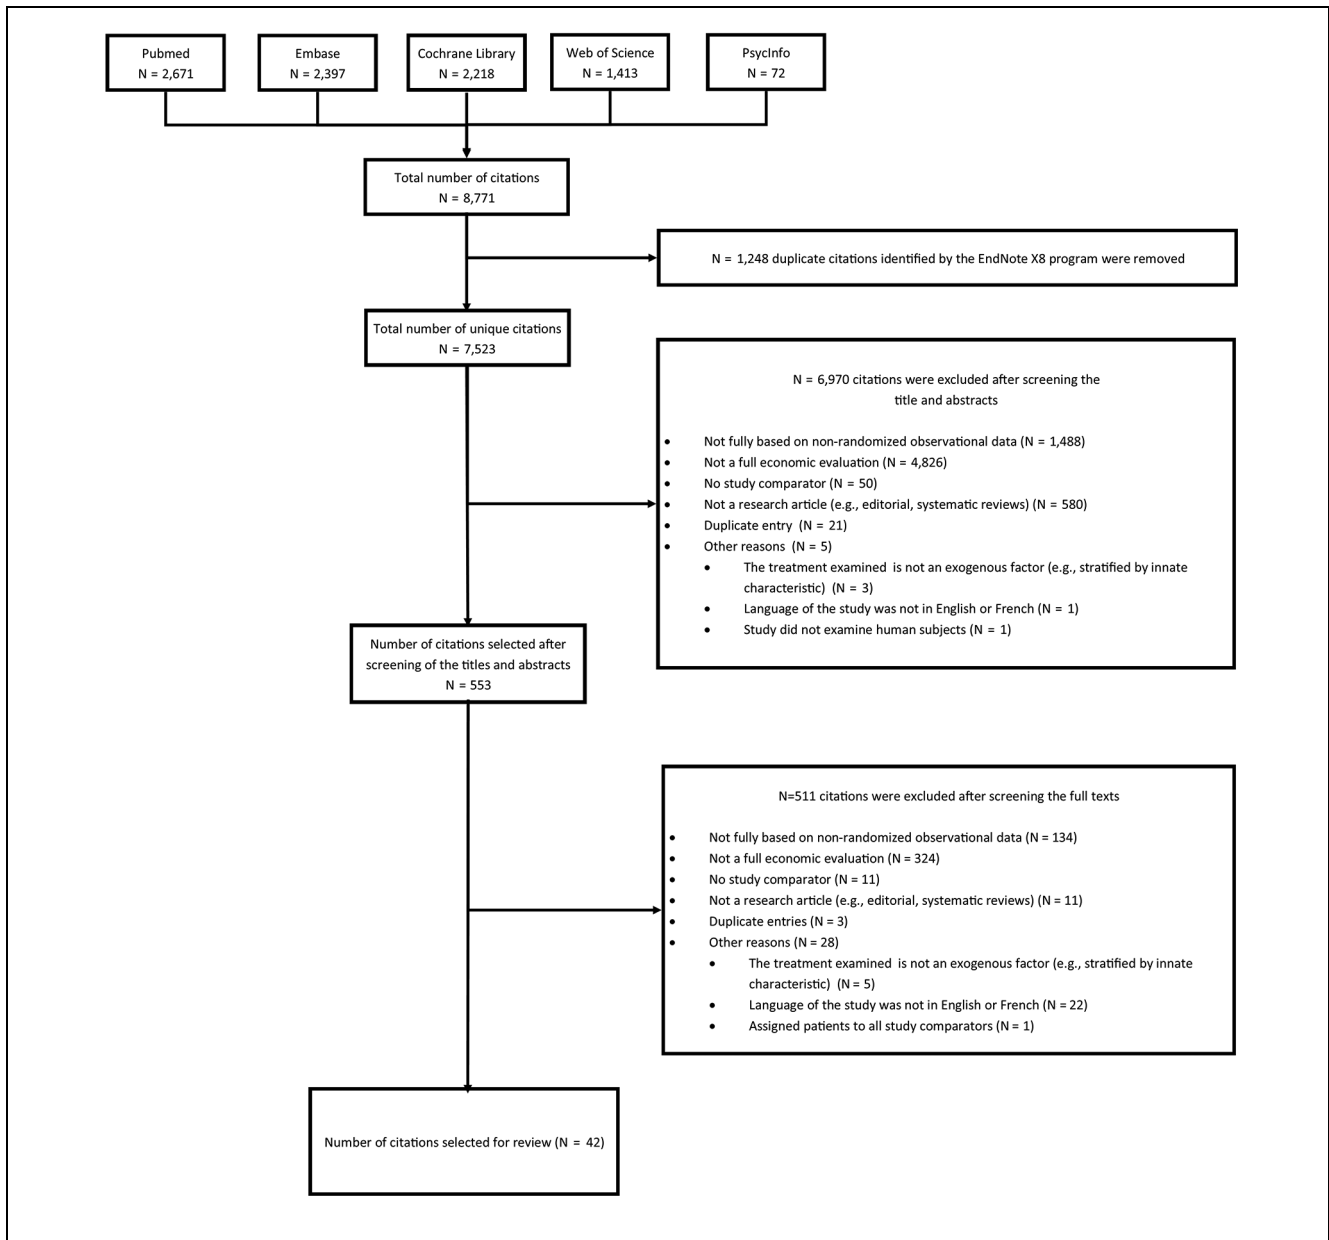 Pubmed
N = 2,671
Embase
N = 2,397
Cochrane Library
N = 2,218
Web of Science
N = 1,413
PsycInfo
N = 72
Total number of citations
N = 8,771
N = 1,248 duplicate citations identified by the EndNote X8 program were removed
Total number of unique citations
N = 7,523
N = 6,970 citations were excluded after screening the
title and abstracts
• Not fully based on non-randomized observational data (N = 1,488)
• Not a full economic evaluation (N = 4,826)
• No study comparator (N = 50)
• Not a research article (e.g., editorial, systematic reviews) (N = 580)
• Duplicate entry (N = 21)
• Other reasons (N = 5)
• The treatment examined is not an exogenous factor (e.g., stratified by innate
characteristic) (N = 3)
• Language of the study was not in English or French (N = 1)
• Study did not examine human subjects (N = 1)
Number of citations selected after
screening of the titles and abstracts
N = 553
N=511 citations were excluded after screening the full texts
• Not fully based on non-randomized observational data (N = 134)
• Not a full economic evaluation (N = 324)
• No study comparator (N = 11)
• Not a research article (e.g., editorial, systematic reviews) (N = 11)
• Duplicate entries (N = 3)
• Other reasons (N = 28)
• The treatment examined is not an exogenous factor (e.g., stratified by innate
characteristic) (N = 5)
• Language of the study was not in English or French (N = 22)
• Assigned patients to all study comparators (N = 1)
Number of citations selected for review (N = 42)